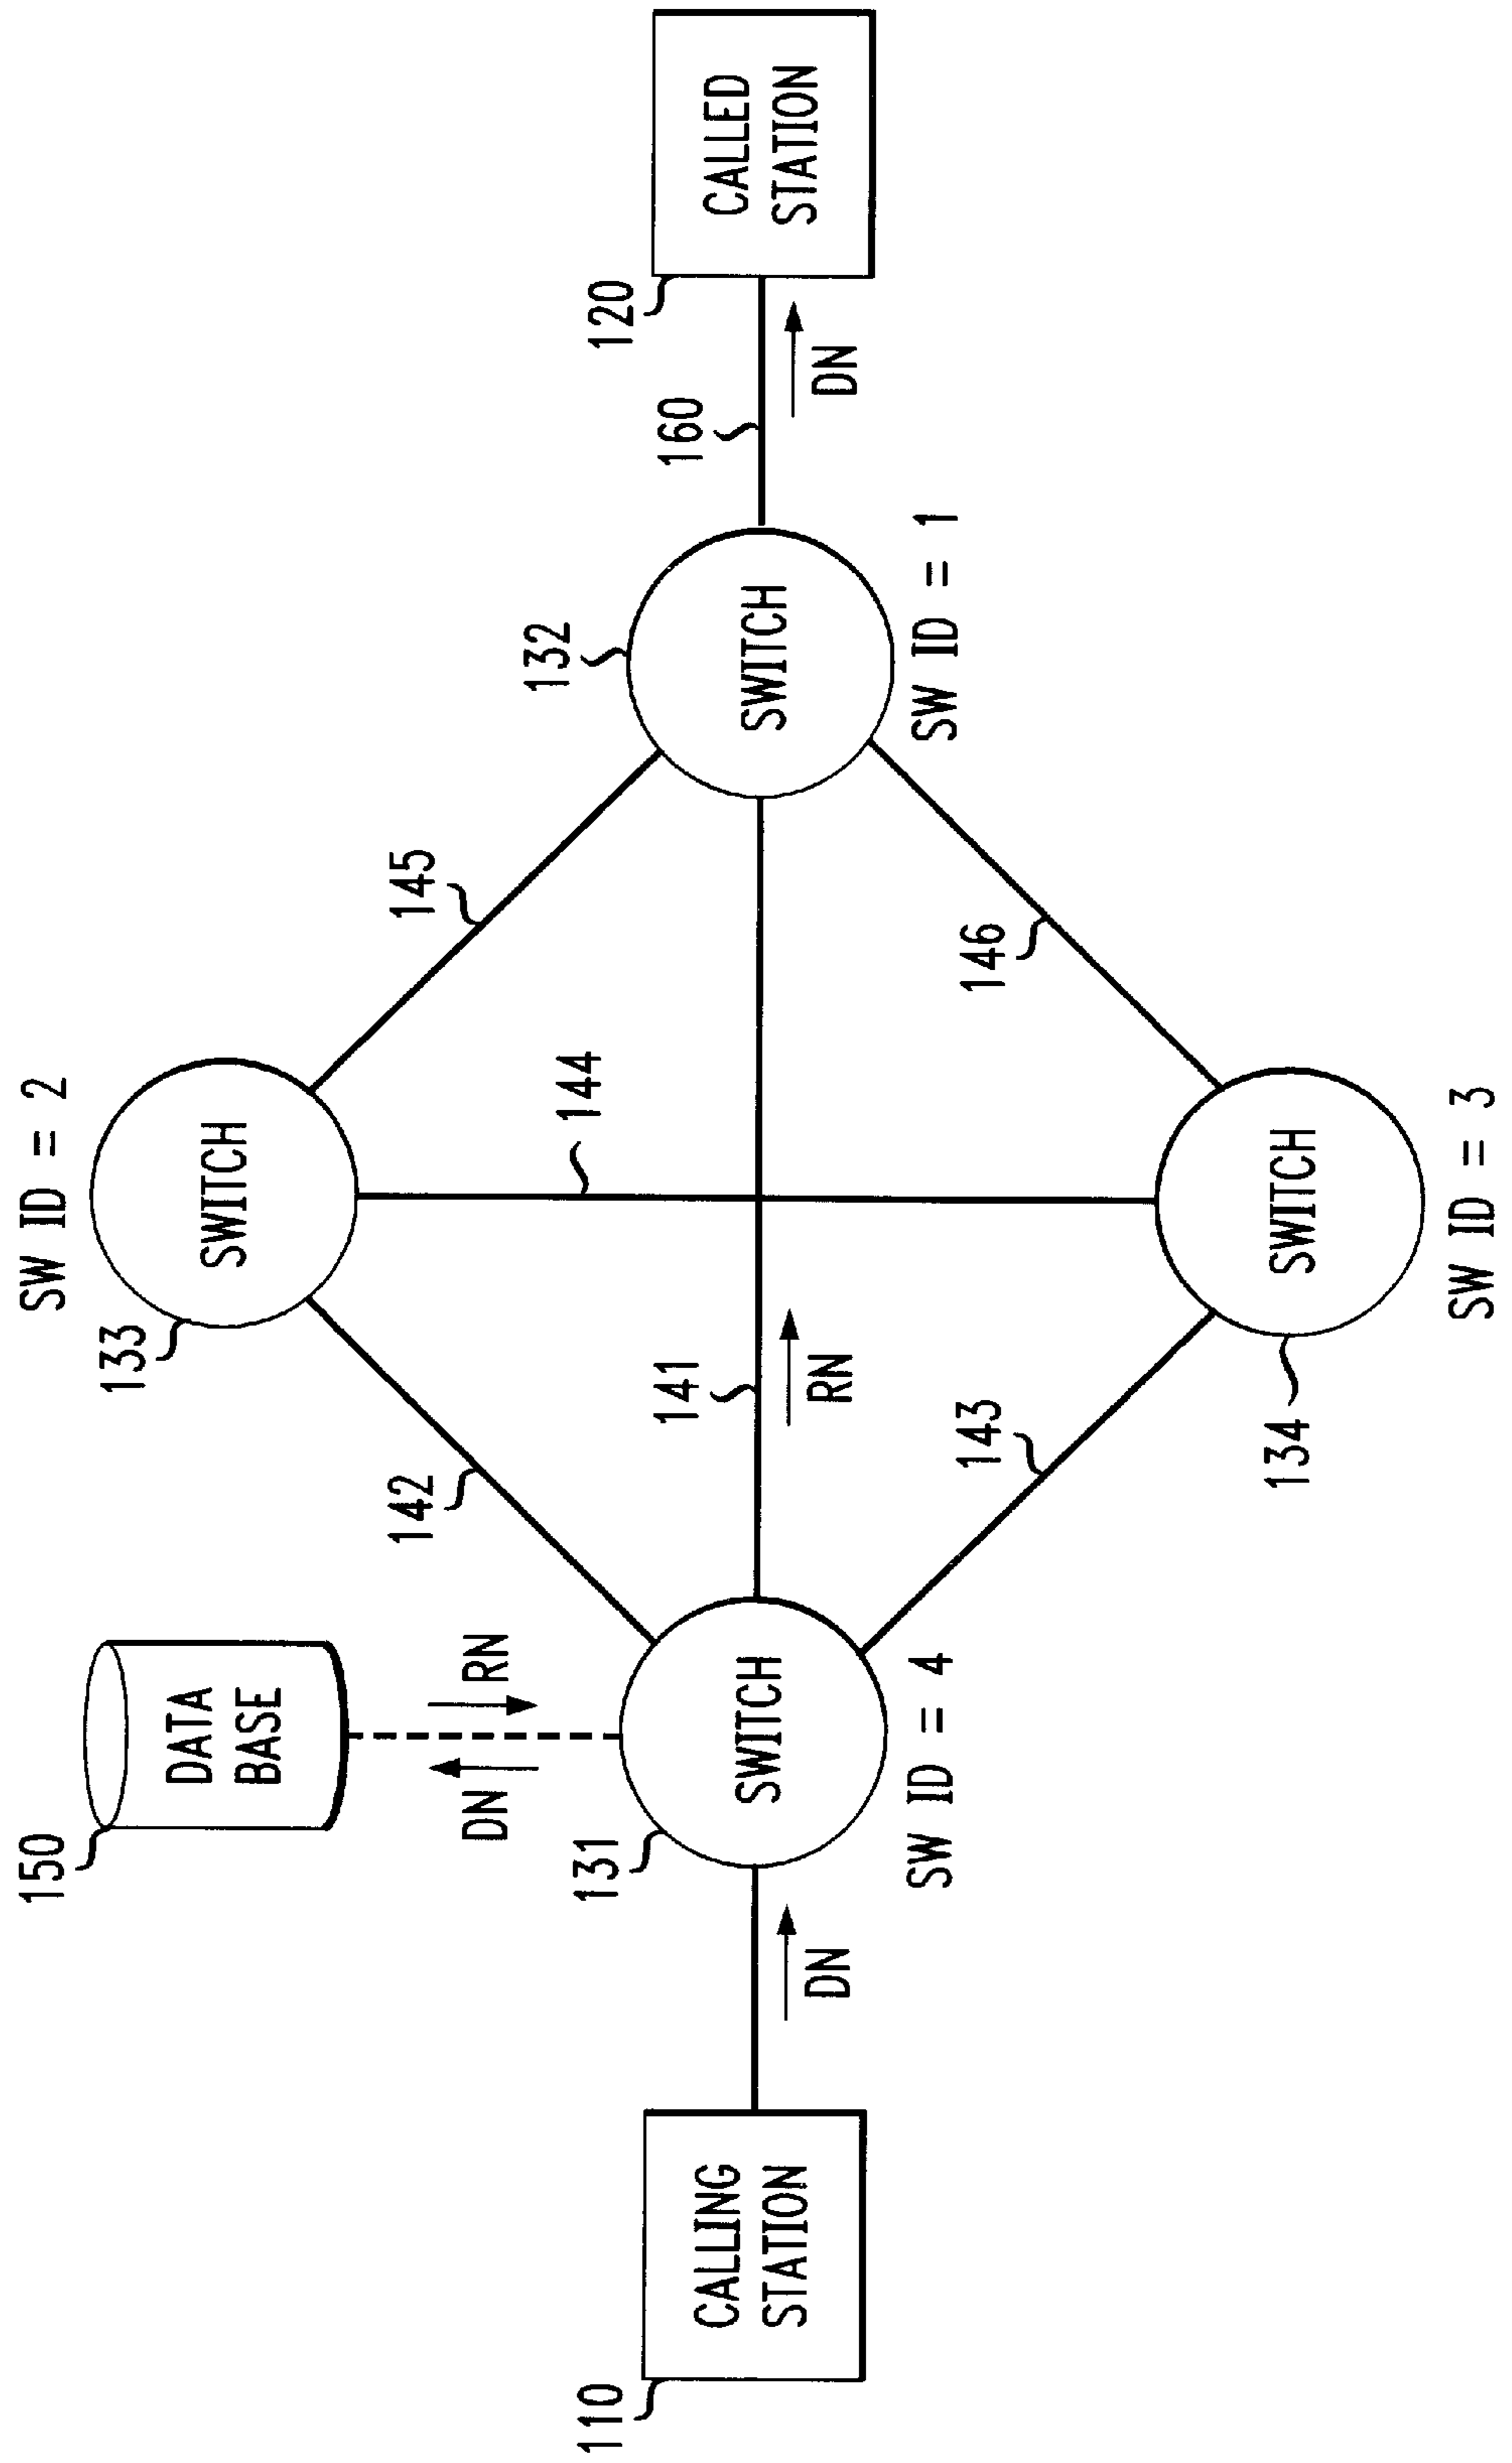 SW ID = 2
150
DATA
BASE
133
SWITCH
DN
RN
142
144
145
132
120
110
131
141
160
CALLING
STATION
SWITCH
SWITCH
CALLED
STATION
DN
RN
DN
SW ID = 4
143
146
SW ID = 1
134
SWITCH
SW ID = 3